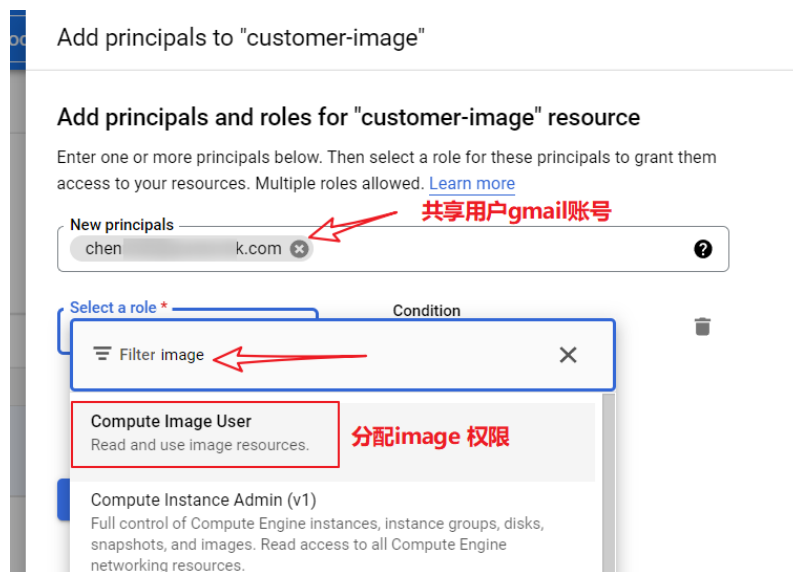 Add principals to "customer-image"
Add principals and roles for "customer-image" resource
Enter one or more principals below. Then select a role for these principals to grant them
access to your resources. Multiple roles allowed. Learn more
共享用户gmail账号
New principals
chen k.com
Select a role *
Condition
Filter image
Compute Image User
Read and use image resources.
分配image 权限
Compute Instance Admin (v1)
Full control of Compute Engine instances, instance groups, disks,
snapshots, and images. Read access to all Compute Engine
networking resources.